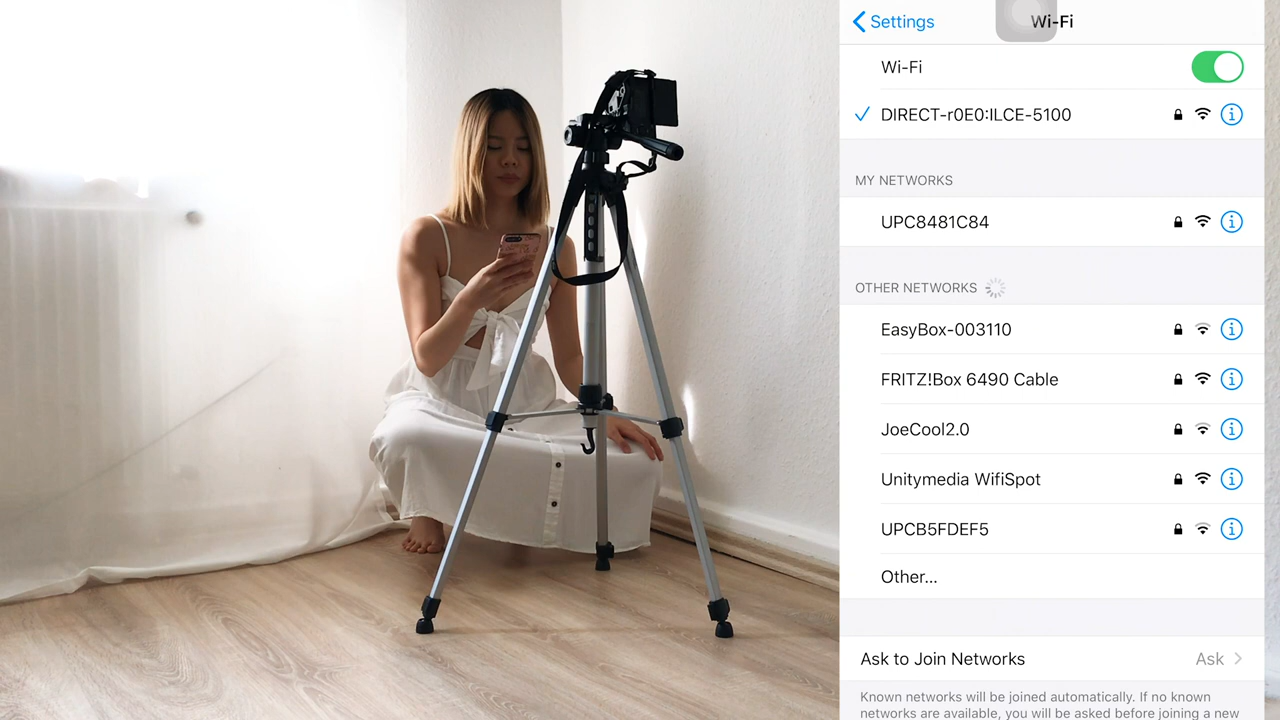 Settings
Wi-Fi
Wi-Fi
DIRECT-r0E0:ILCE-5100
MY NETWORKS
UPC8481C84
OTHER NETWORKS
EasyBox-003110
FRITZ!Box 6490 Cable
JoeCool2.0
Unitymedia WifiSpot
UPCB5FDEF5
Other...
Ask to Join Networks Ask
Known networks will be joined automatically. If no known
networks are available, you will be asked before joining a new